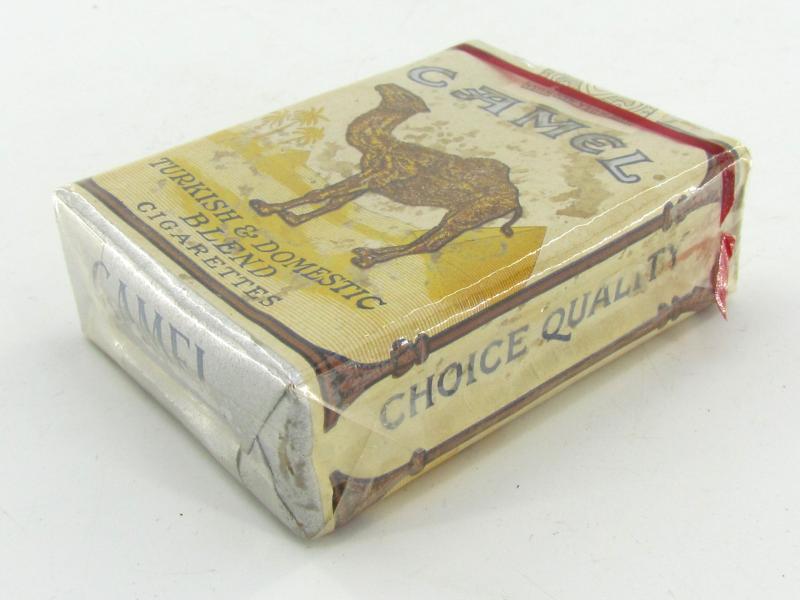 CAMEL
TURKISH & DOMESTIC
BLEND
CIGARETTES
CHOICE QUALITY
CAMEL